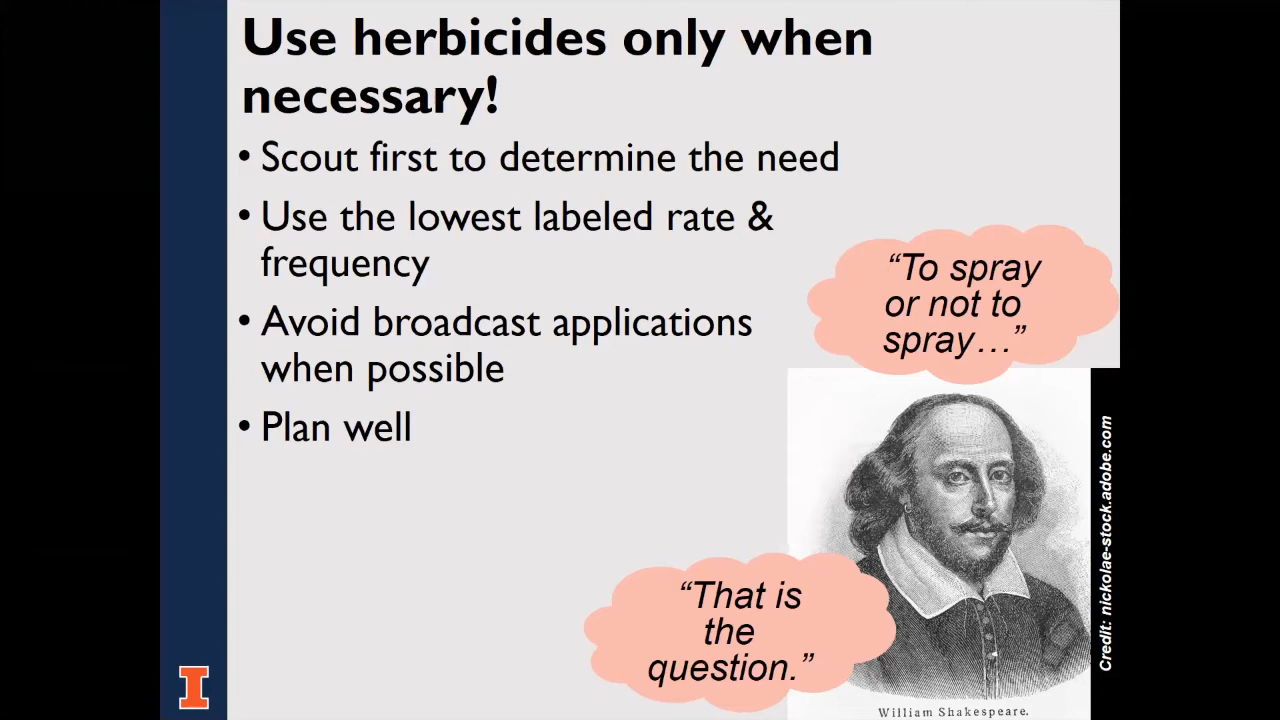 Use herbicides only when
necessary!
• Scout first to determine the need
• Use the lowest labeled rate &
frequency
• Avoid broadcast applications
when possible
• Plan well
“To spray
or not to
spray…”
“That is
the
question.”
Credit: nickolae-stock.adobe.com
William Shakespeare.
I